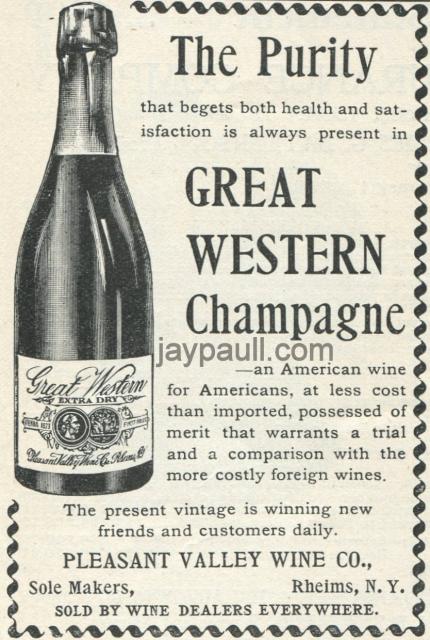 The Purity
that begets both health and sat-
isfaction is always present in
GREAT
WESTERN
Champagne
jaypaull.com
—an American wine
for Americans, at less cost
than imported, possessed of
merit that warrants a trial
and a comparison with the
more costly foreign wines.
Great Western
EXTRA DRY
Pleasant Valley Wine Co. Rheims, N.Y.
The present vintage is winning new
friends and customers daily.
PLEASANT VALLEY WINE CO.,
Sole Makers, Rheims, N. Y.
SOLD BY WINE DEALERS EVERYWHERE.